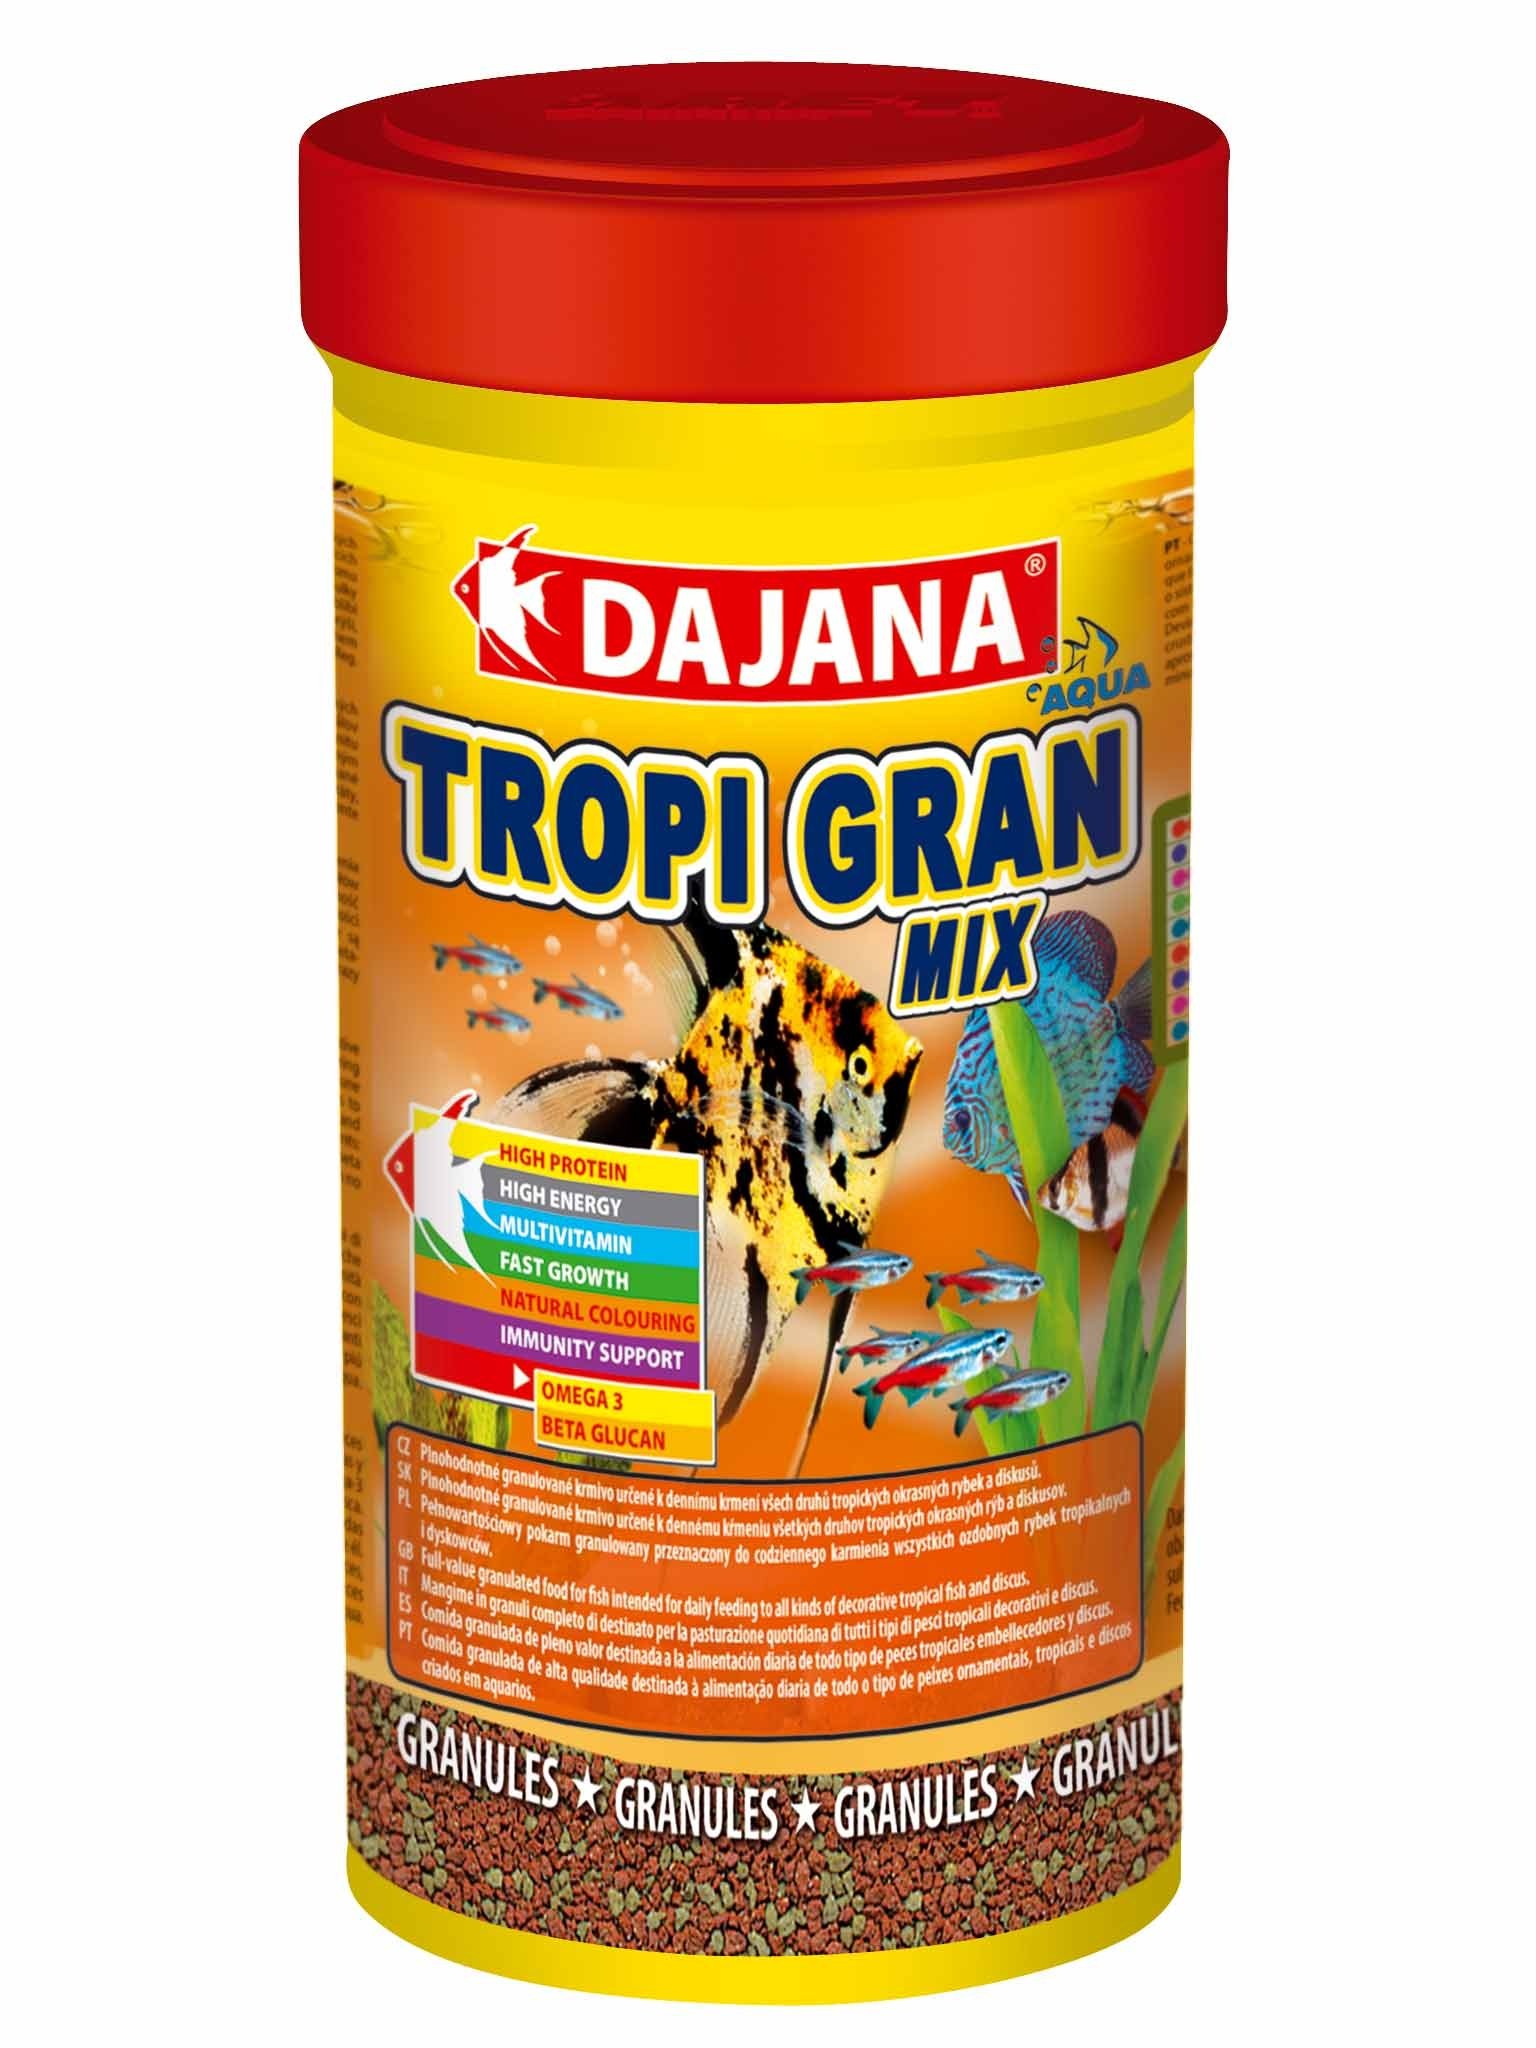 DAJANA®
AQUA
TROPI GRAN
MIX
HIGH PROTEIN
HIGH ENERGY
MULTIVITAMIN
FAST GROWTH
NATURAL COLOURING
IMMUNITY SUPPORT
OMEGA 3
BETA GLUCAN
CZ Plnohodnotné granulované krmivo určené k dennímu krmení všech druhů tropických okrasných rybek a diskusů.
SK Plnohodnotné granulované krmivo určené k dennému kŕmeniu všetkých druhov tropických okrasných rýb a diskusov.
PL Pełnowartościowy pokarm granulowany przeznaczony do codziennego karmienia wszystkich ozdobnych rybek tropikalnych
i dyskowców.
GB Full-value granulated food for fish intended for daily feeding to all kinds of decorative tropical fish and discus.
IT Mangime in granuli completo di destinato per la pasturazione quotidiana di tutti i tipi di pesci tropicali decorativi e discus.
ES Comida granulada de pleno valor destinada a la alimentación diaria de todo tipo de peces tropicales embellecedores y discus.
PT Comida granulada de alta qualidade destinada à alimentação diaria de todo o tipo de peixes ornamentais, tropicais e discos
criados em aquarios.
GRANULES ★ GRANULES ★ GRANULES ★ GRANUL